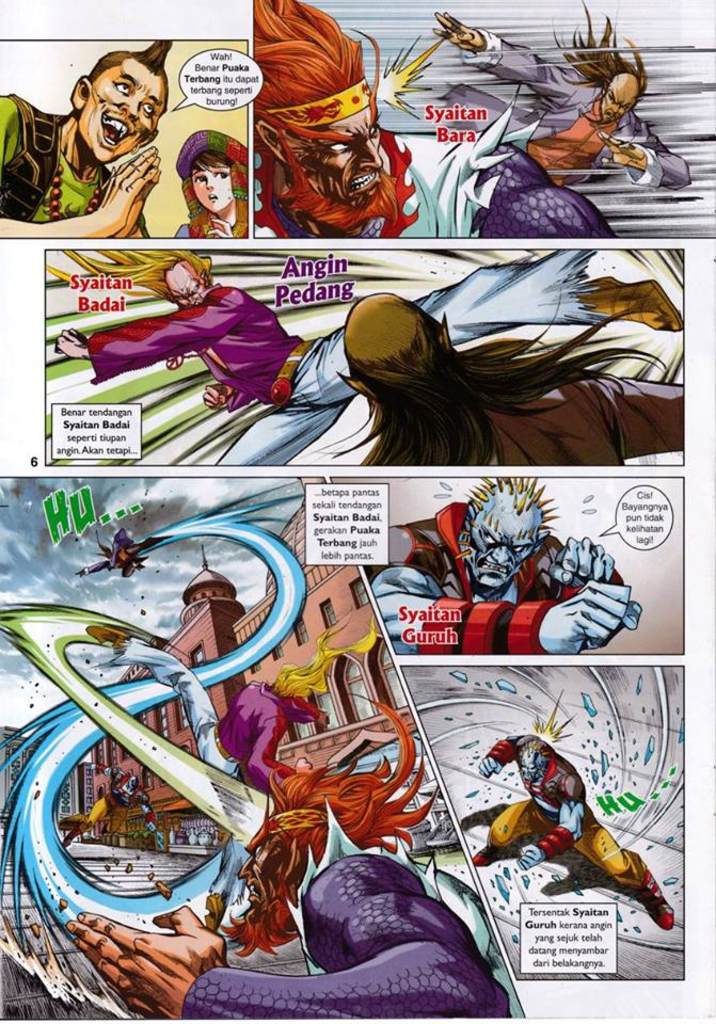 Wah!
Benar Puaka
Terbang itu dapat
terbang seperti
burung!
Syaitan
Bara
Syaitan
Badai
Angin
Pedang
Benar tendangan
Syaitan Badai
seperti tiupan
angin. Akan tetapi...
6
HU...
...betapa pantas
sekali tendangan
Syaitan Badai,
gerakan Puaka
Terbang jauh
lebih pantas.
Cis!
Bayangnya
pun tidak
kelihatan
lagi!
Syaitan
Guruh
HU...
Tersentak Syaitan
Guruh kerana angin
yang sejuk telah
datang menyambar
dari belakangnya.